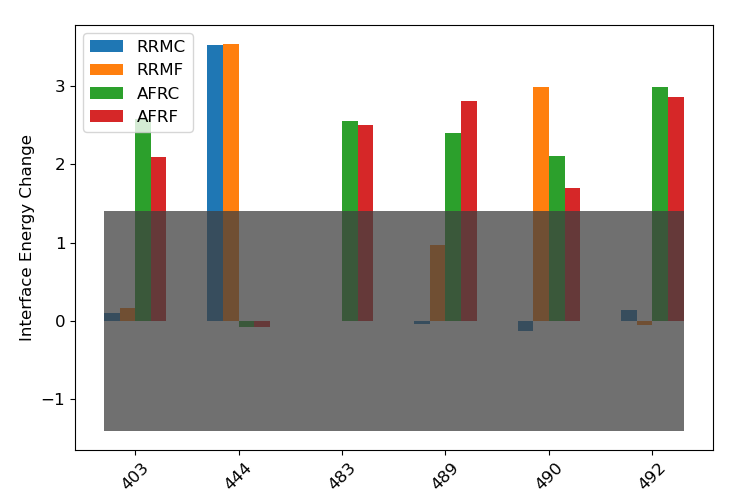 RRMC
RRMF
AFRC
AFRF
Interface Energy Change
3
2
1
0
−1
403 444 483 489 490 492